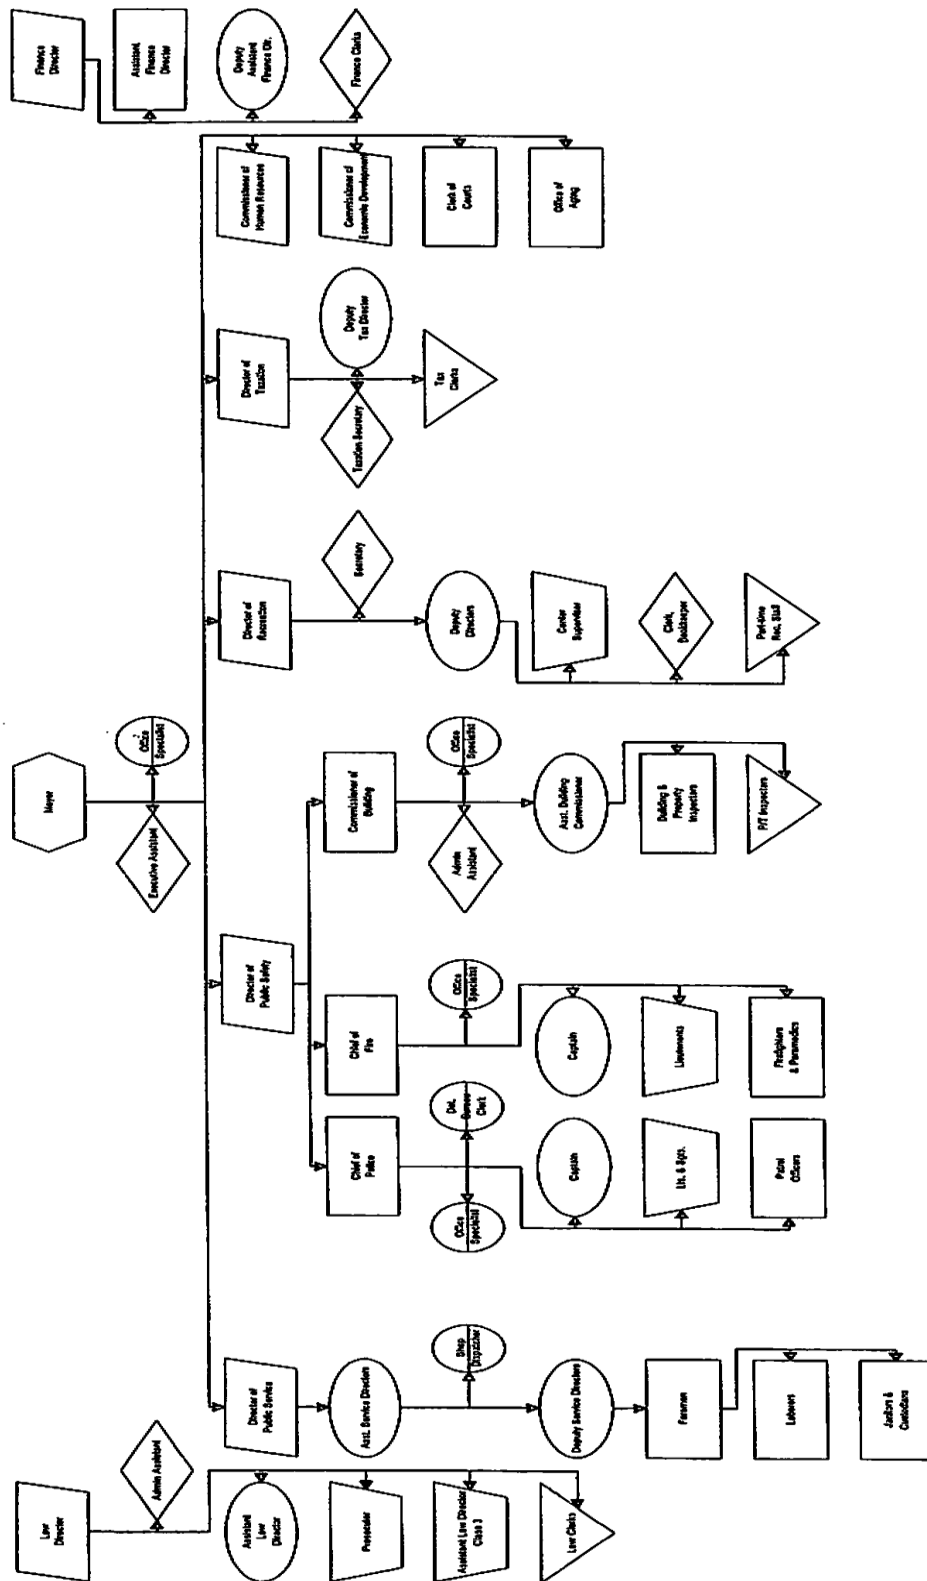 Law
Director
Admin Assistant
Assistant
Law
Director
Prosecutor
Assistant Law Director
Class 3
Law Clerks
Director of
Public Service
Asst. Service Directors
Shop
Dispatcher
Deputy Service Directors
Foreman
Laborers
Janitors &
Custodians
Mayor
Executive Assistant
Office
Specialist
Director of
Public Safety
Chief of
Police
Office
Specialist
Det.
Bureau
Clerk
Captain
Lts. & Sgts.
Patrol
Officers
Chief of
Fire
Office
Specialist
Captain
Lieutenants
Firefighters
& Paramedics
Commissioner of
Building
Admin
Assistant
Office
Specialist
Asst. Building
Commissioner
Building &
Property
Inspectors
P/T Inspectors
Director of
Recreation
Secretary
Deputy
Directors
Center
Supervisor
Clerk,
Bookkeeper
Part-time
Rec. Staff
Director of
Taxation
Taxation Secretary
Deputy
Tax Director
Tax
Clerks
Commissioner of
Human Resources
Commissioner of
Economic Development
Clerk of
Courts
Office of
Aging
Finance
Director
Assistant
Finance
Director
Deputy
Assistant
Finance Dir.
Finance Clerks